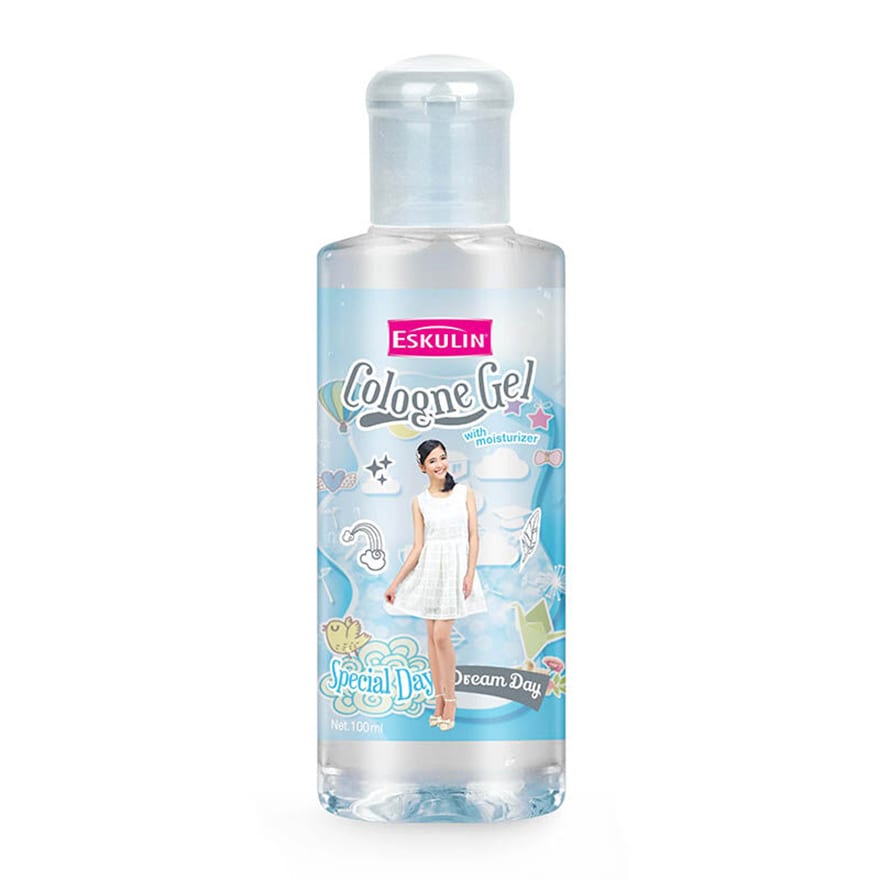 ESKULIN®
Cologne Gel
with
moisturizer
Special Day
Dream Day
Net.100ml